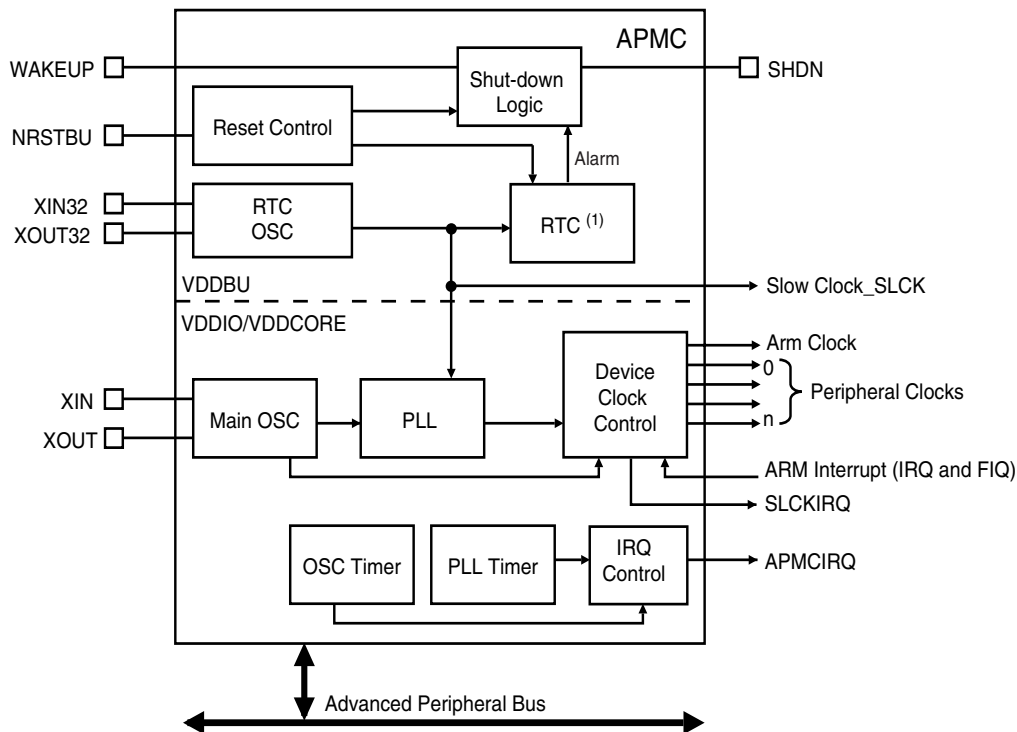 APMC
WAKEUP
Shut-down
Logic
SHDN
NRSTBU
Reset Control
Alarm
XIN32
XOUT32
RTC
OSC
RTC (1)
VDDBU
Slow Clock_SLCK
VDDIO/VDDCORE
Arm Clock
0
Peripheral Clocks
n
XIN
XOUT
Main OSC
PLL
Device
Clock
Control
ARM Interrupt (IRQ and FIQ)
SLCKIRQ
OSC Timer
PLL Timer
IRQ
Control
APMCIRQ
Advanced Peripheral Bus